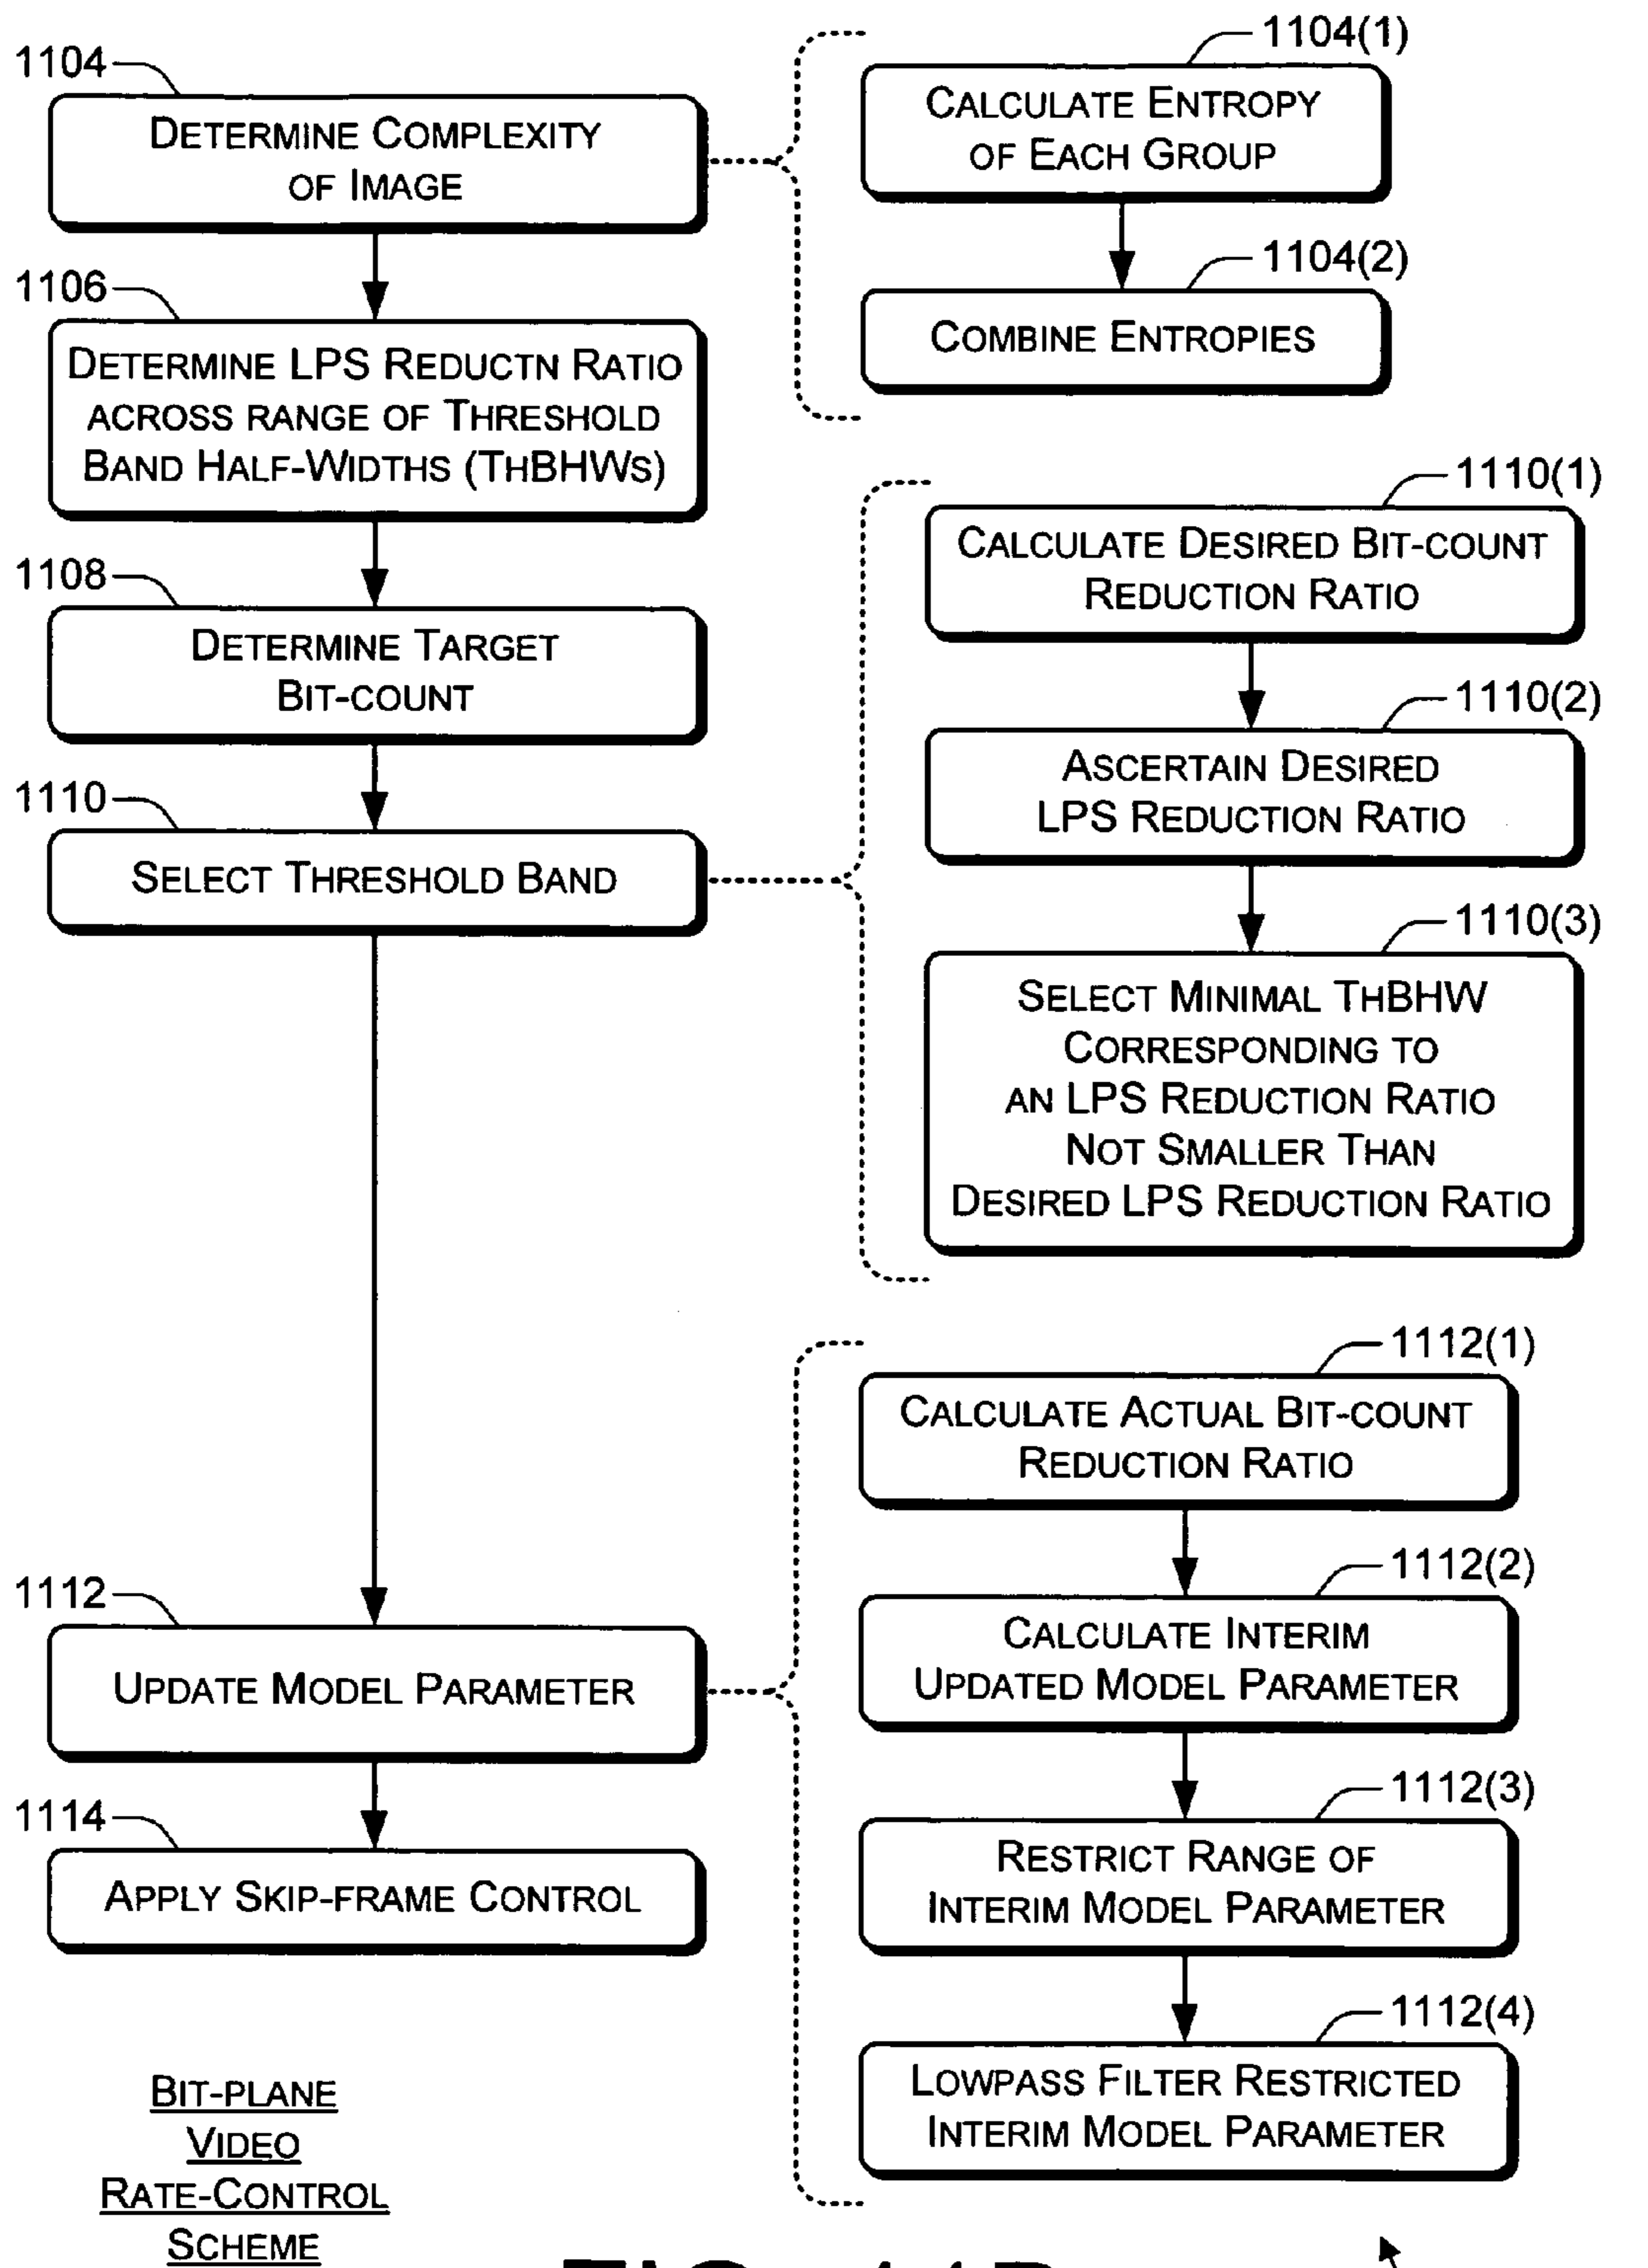 1104
DETERMINE COMPLEXITY
OF IMAGE
1104(1)
CALCULATE ENTROPY
OF EACH GROUP
1104(2)
COMBINE ENTROPIES
1106
DETERMINE LPS REDUCTN RATIO
ACROSS RANGE OF THRESHOLD
BAND HALF-WIDTHS (THBHWS)
1108
DETERMINE TARGET
BIT-COUNT
1110
SELECT THRESHOLD BAND
1110(1)
CALCULATE DESIRED BIT-COUNT
REDUCTION RATIO
1110(2)
ASCERTAIN DESIRED
LPS REDUCTION RATIO
1110(3)
SELECT MINIMAL THBHW
CORRESPONDING TO
AN LPS REDUCTION RATIO
NOT SMALLER THAN
DESIRED LPS REDUCTION RATIO
1112
UPDATE MODEL PARAMETER
1112(1)
CALCULATE ACTUAL BIT-COUNT
REDUCTION RATIO
1112(2)
CALCULATE INTERIM
UPDATED MODEL PARAMETER
1112(3)
RESTRICT RANGE OF
INTERIM MODEL PARAMETER
1112(4)
LOWPASS FILTER RESTRICTED
INTERIM MODEL PARAMETER
1114
APPLY SKIP-FRAME CONTROL
BIT-PLANE
VIDEO
RATE-CONTROL
SCHEME